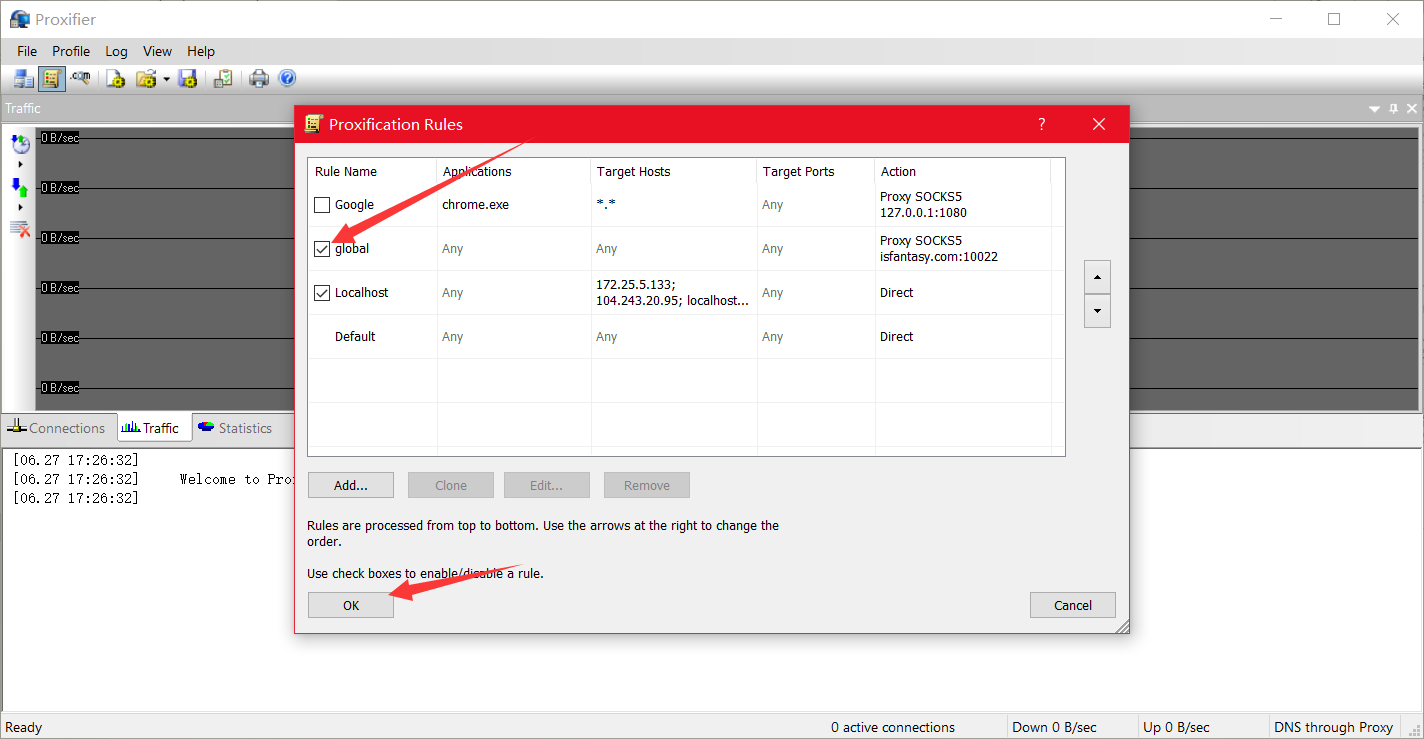 Proxifier
File Profile Log View Help
Traffic
0 B/sec
0 B/sec
0 B/sec
0 B/sec
0 B/sec
0 B/sec
Connections Traffic Statistics
[06.27 17:26:32]
[06.27 17:26:32] Welcome to
[06.27 17:26:32]
Proxification Rules
Rule Name Applications Target Hosts Target Ports Action
Google chrome.exe *.* Any Proxy SOCKS5
127.0.0.1:1080
global Any Any Any Proxy SOCKS5
isfantasy.com:10022
Localhost Any 172.25.5.133;
104.243.20.95; localhost... Any Direct
Default Any Any Any Direct
Add... Clone Edit... Remove
Rules are processed from top to bottom. Use the arrows at the right to change the
order.
Use check boxes to enable/disable a rule.
OK Cancel
Ready 0 active connections Down 0 B/sec Up 0 B/sec DNS through Proxy